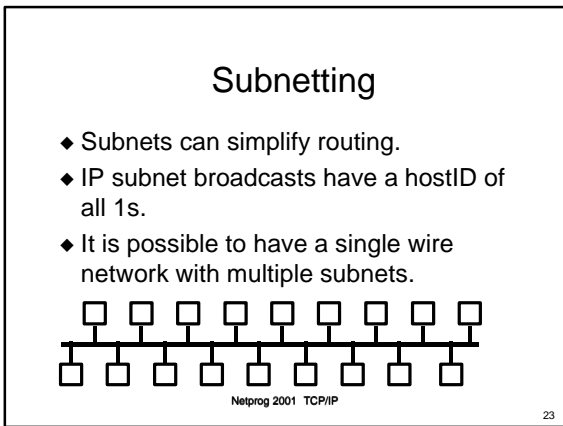 Subnetting
◆ Subnets can simplify routing.
◆ IP subnet broadcasts have a hostID of
all 1s.
◆ It is possible to have a single wire
network with multiple subnets.
Netprog 2001 TCP/IP
23